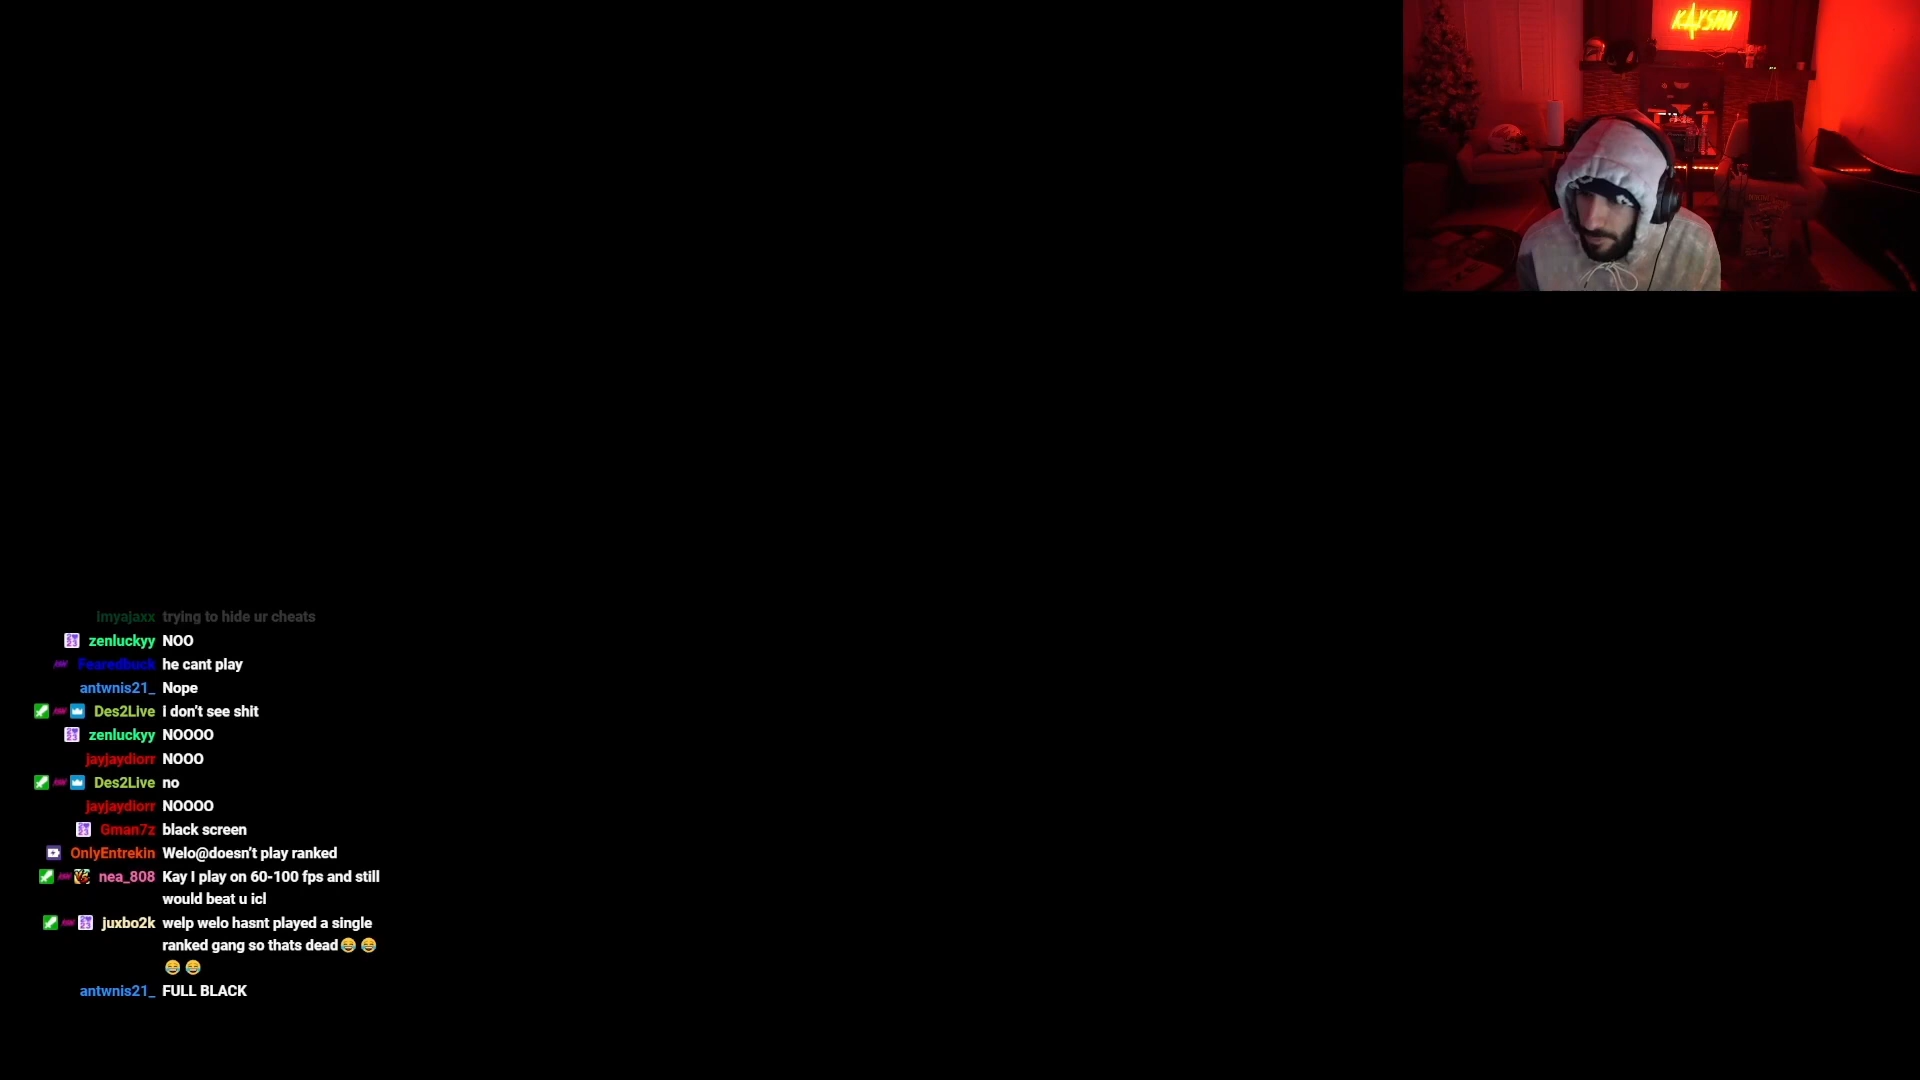 KAYSAN
Imyajaxx trying to hide ur cheats
zenluckyy NOO
Fearedbuck he cant play
antwnis21_ Nope
Des2Live i don't see shit
zenluckyy NOOOO
jayjaydiorr NOOO
Des2Live no
jayjaydiorr NOOOO
Gman7z black screen
OnlyEntrekin Welo@doesn't play ranked
nea_808 Kay I play on 60-100 fps and still
would beat u icl
juxbo2k welp welo hasnt played a single
ranked gang so thats dead😂 😂
😂 😂
antwnis21_ FULL BLACK